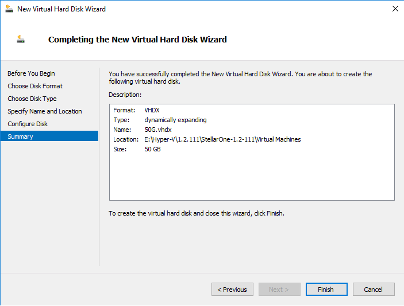 New Virtual Hard Disk Wizard
Completing the New Virtual Hard Disk Wizard
Before You Begin
Choose Disk Format
Choose Disk Type
Specify Name and Location
Configure Disk
Summary
You have successfully completed the New Virtual Hard Disk Wizard. You are about to create the
following virtual hard disk.
Description:
Format: VHDX
Type: dynamically expanding
Name: 50G.vhdx
Location: E:\Hyper-V\1.2.111\StellarOne-1.2-111\Virtual Machines
Size: 50 GB
To create the virtual hard disk and close this wizard, click Finish.
< Previous
Next >
Finish
Cancel